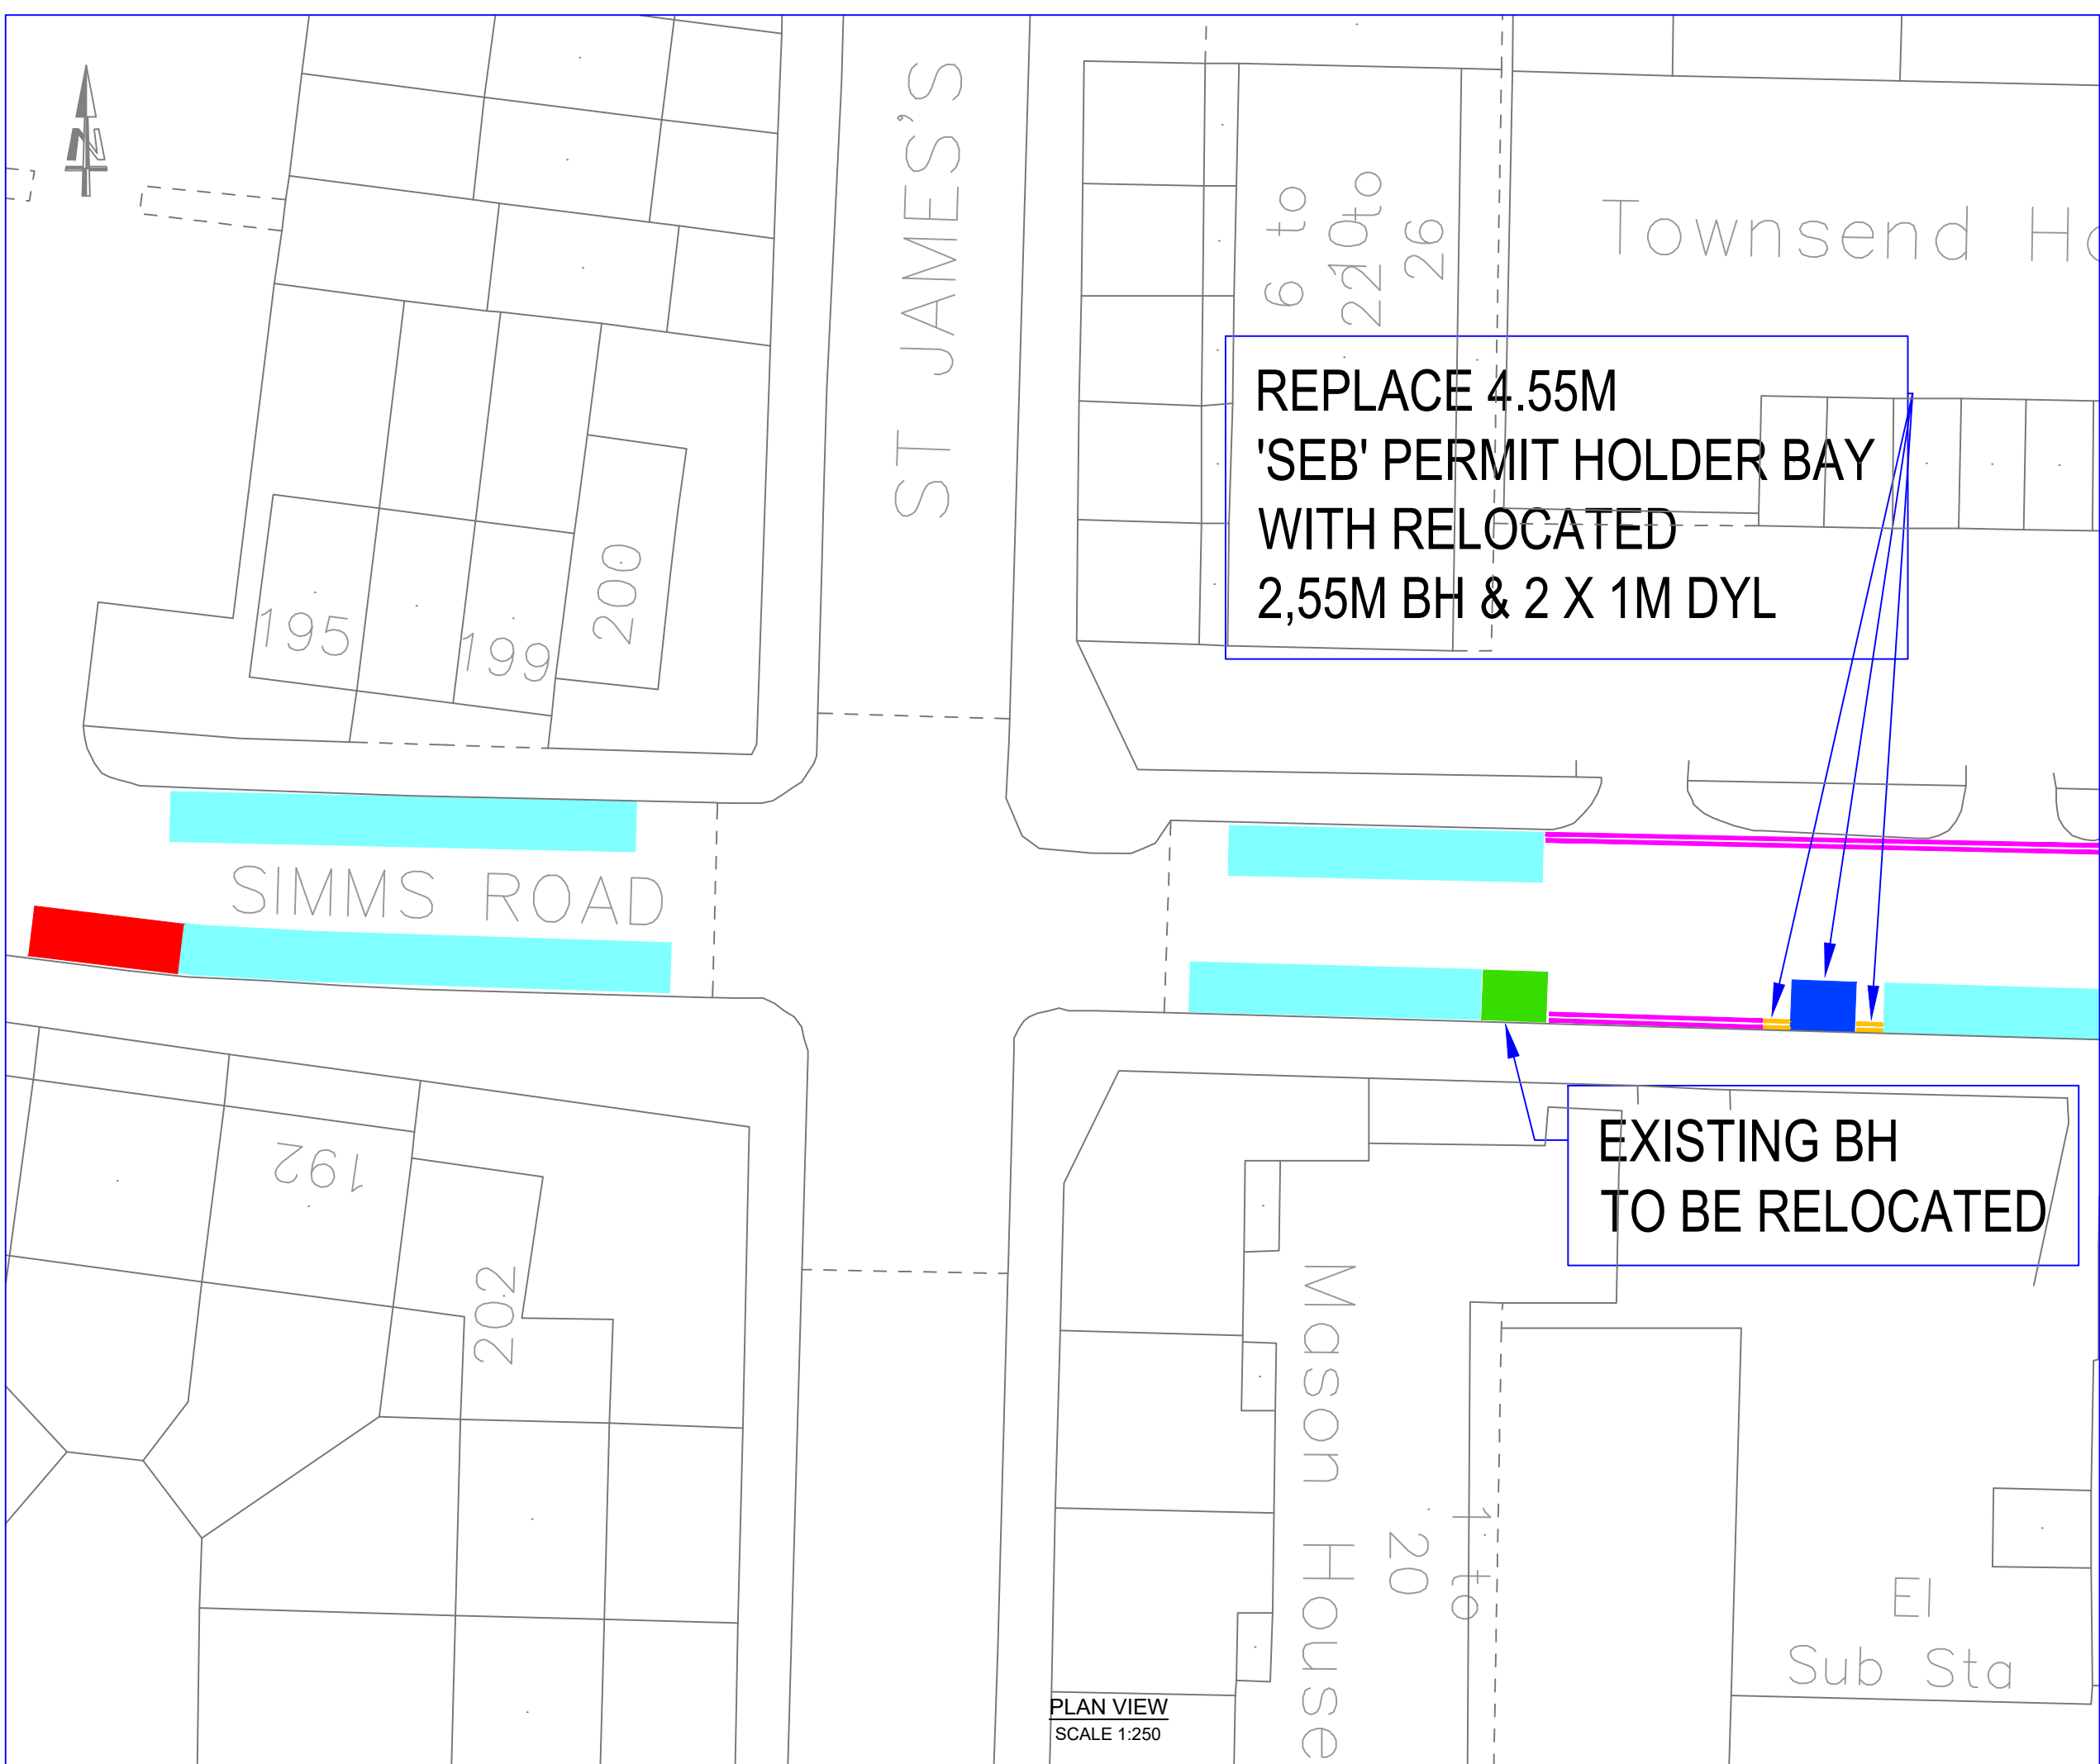 N
ST JAMES'S
6 to
22 to
26
Townsend Ho
REPLACE 4.55M
'SEB' PERMIT HOLDER BAY
WITH RELOCATED
2,55M BH & 2 X 1M DYL
195
199
200
SIMMS ROAD
EXISTING BH
TO BE RELOCATED
192
202
Mason House
1 to
20
El
Sub Sta
PLAN VIEW
SCALE 1:250